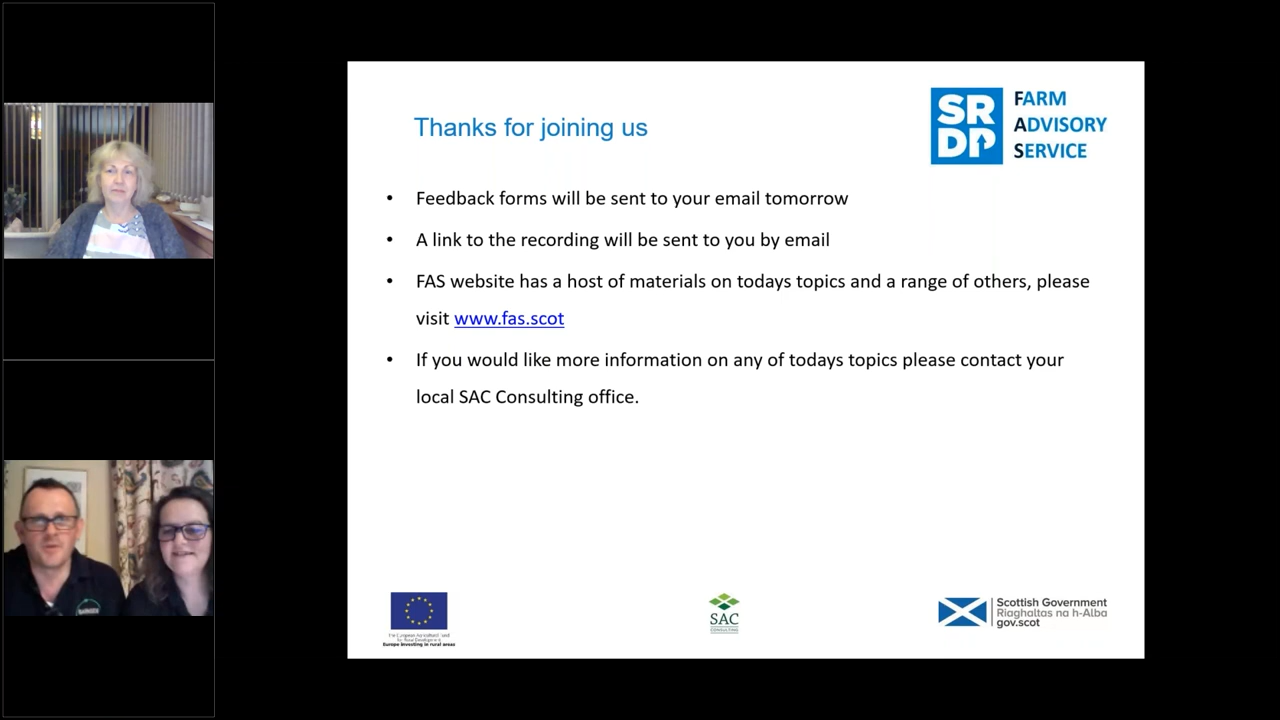 Thanks for joining us
SR
DP
FARM
ADVISORY
SERVICE
• Feedback forms will be sent to your email tomorrow
• A link to the recording will be sent to you by email
• FAS website has a host of materials on todays topics and a range of others, please
visit www.fas.scot
• If you would like more information on any of todays topics please contact your
local SAC Consulting office.
Europe investing in rural areas
SAC
CONSULTING
Scottish Government
Riaghaltas na h-Alba
gov.scot